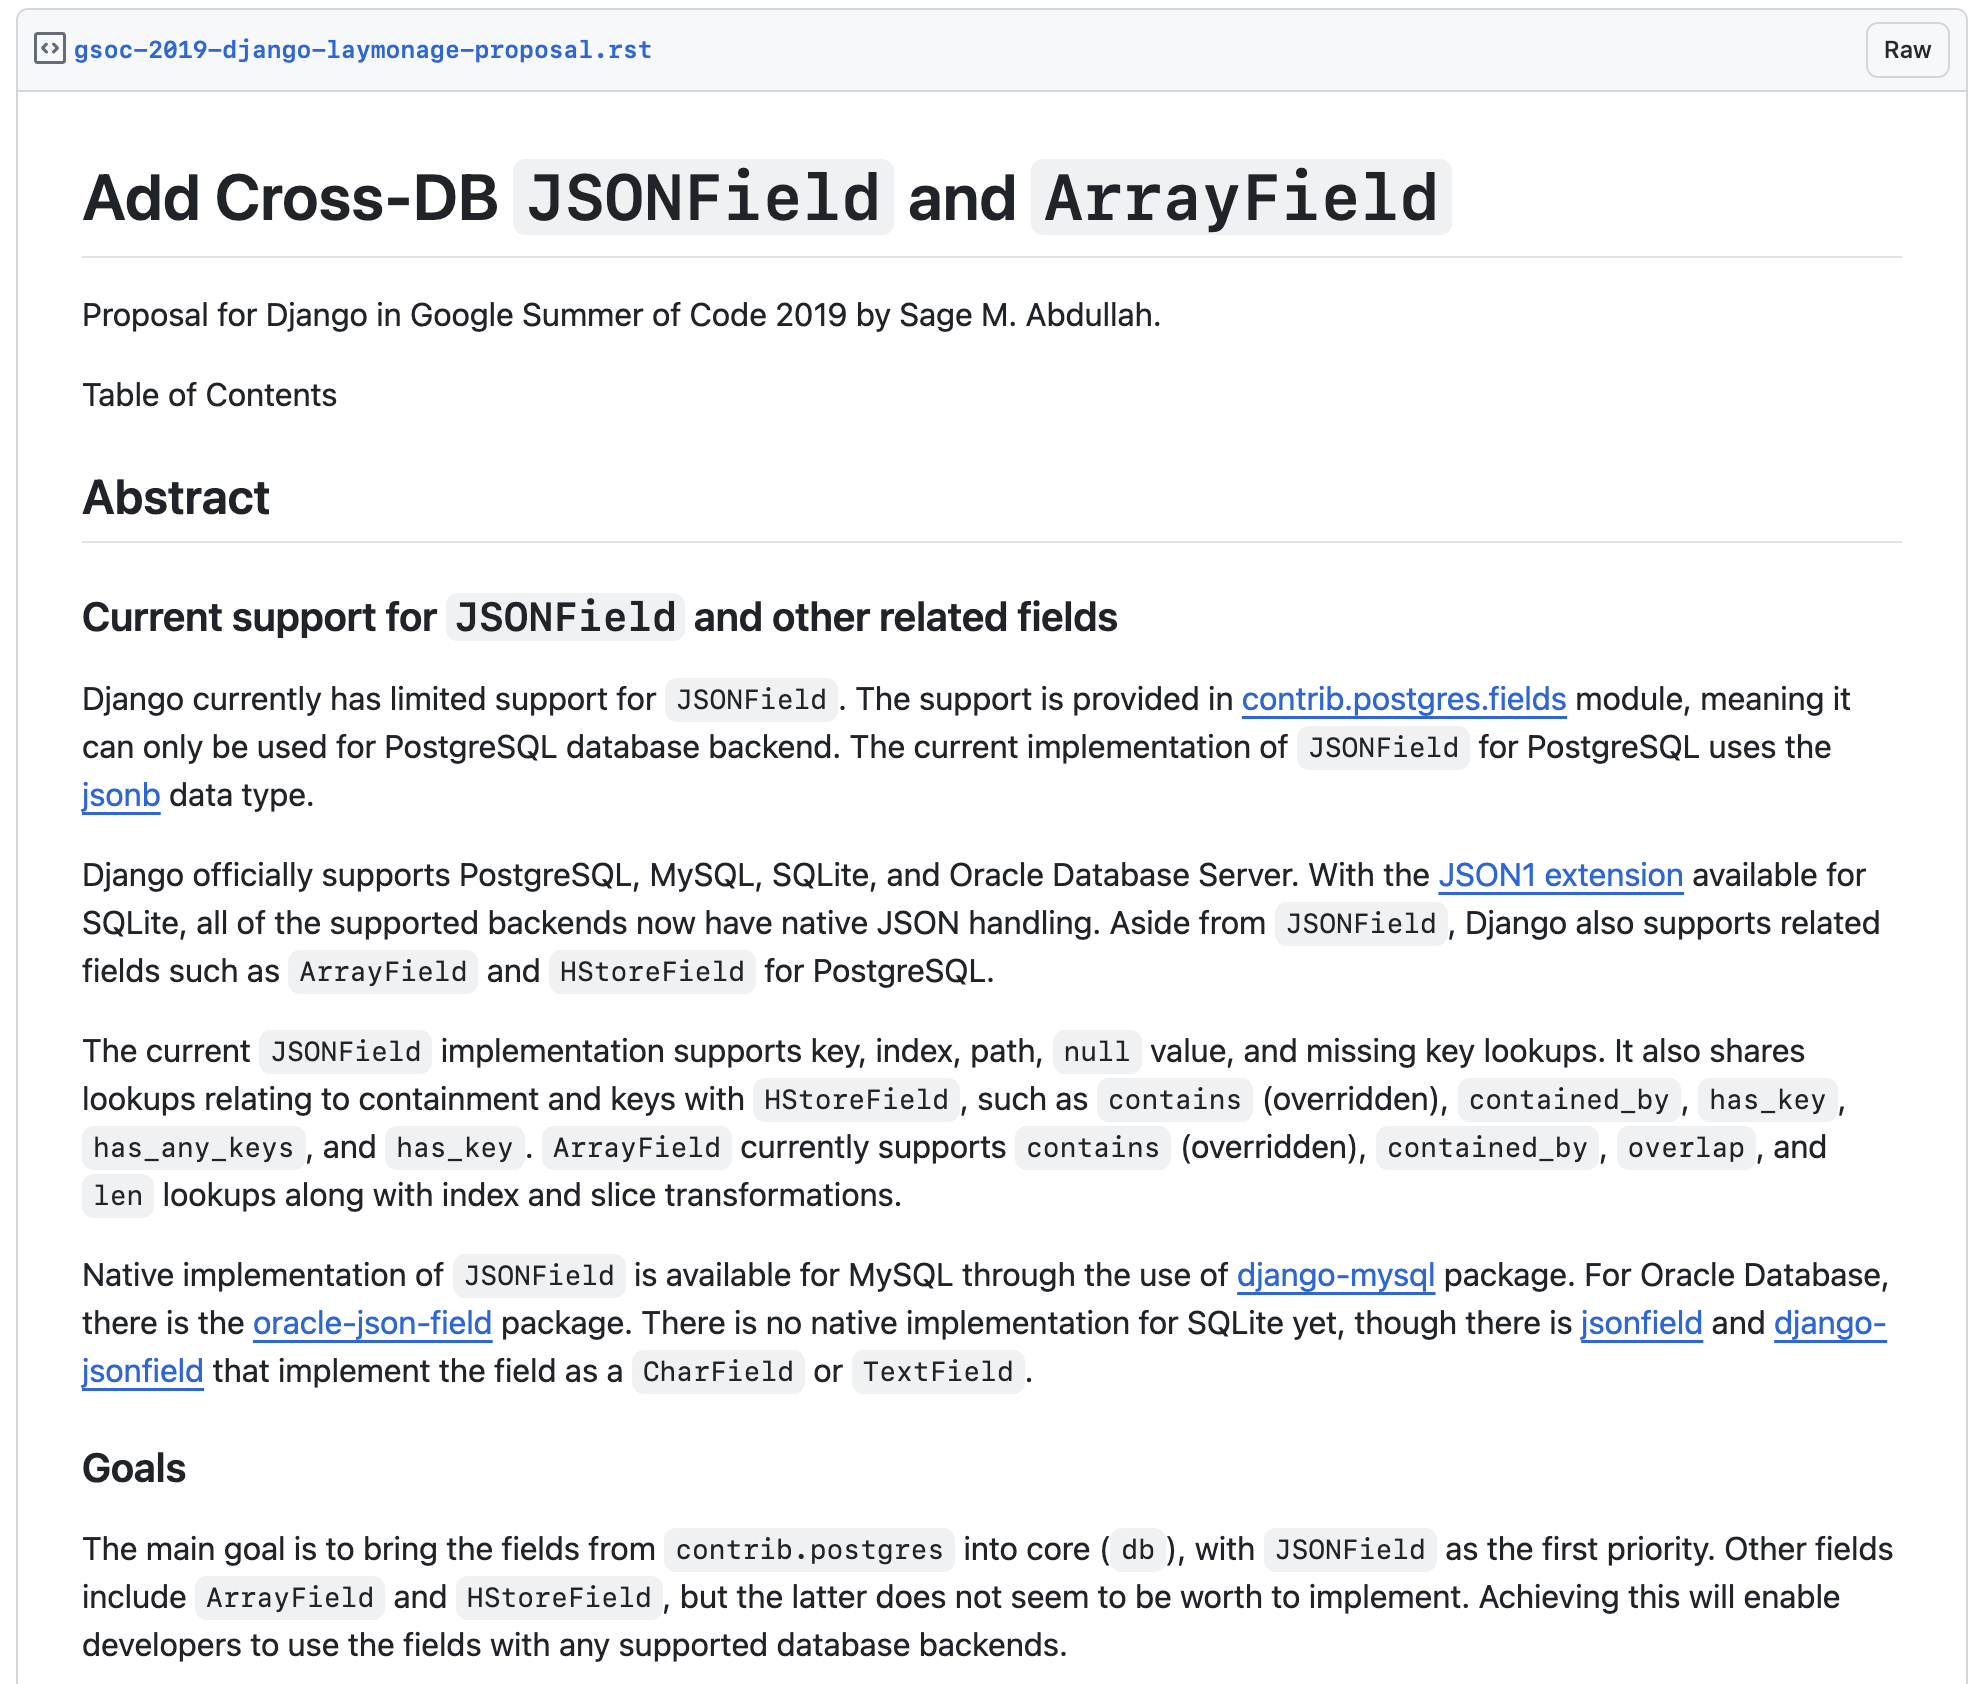 gsoc-2019-django-laymonage-proposal.rst
Raw
Add Cross-DB JSONField and ArrayField
Proposal for Django in Google Summer of Code 2019 by Sage M. Abdullah.
Table of Contents
Abstract
Current support for JSONField and other related fields
Django currently has limited support for JSONField. The support is provided in contrib.postgres.fields module, meaning it
can only be used for PostgreSQL database backend. The current implementation of JSONField for PostgreSQL uses the
jsonb data type.
Django officially supports PostgreSQL, MySQL, SQLite, and Oracle Database Server. With the JSON1 extension available for
SQLite, all of the supported backends now have native JSON handling. Aside from JSONField, Django also supports related
fields such as ArrayField and HStoreField for PostgreSQL.
The current JSONField implementation supports key, index, path, null value, and missing key lookups. It also shares
lookups relating to containment and keys with HStoreField, such as contains (overridden), contained_by, has_key,
has_any_keys, and has_key. ArrayField currently supports contains (overridden), contained_by, overlap, and
len lookups along with index and slice transformations.
Native implementation of JSONField is available for MySQL through the use of django-mysql package. For Oracle Database,
there is the oracle-json-field package. There is no native implementation for SQLite yet, though there is jsonfield and django-
jsonfield that implement the field as a CharField or TextField.
Goals
The main goal is to bring the fields from contrib.postgres into core (db), with JSONField as the first priority. Other fields
include ArrayField and HStoreField, but the latter does not seem to be worth to implement. Achieving this will enable
developers to use the fields with any supported database backends.